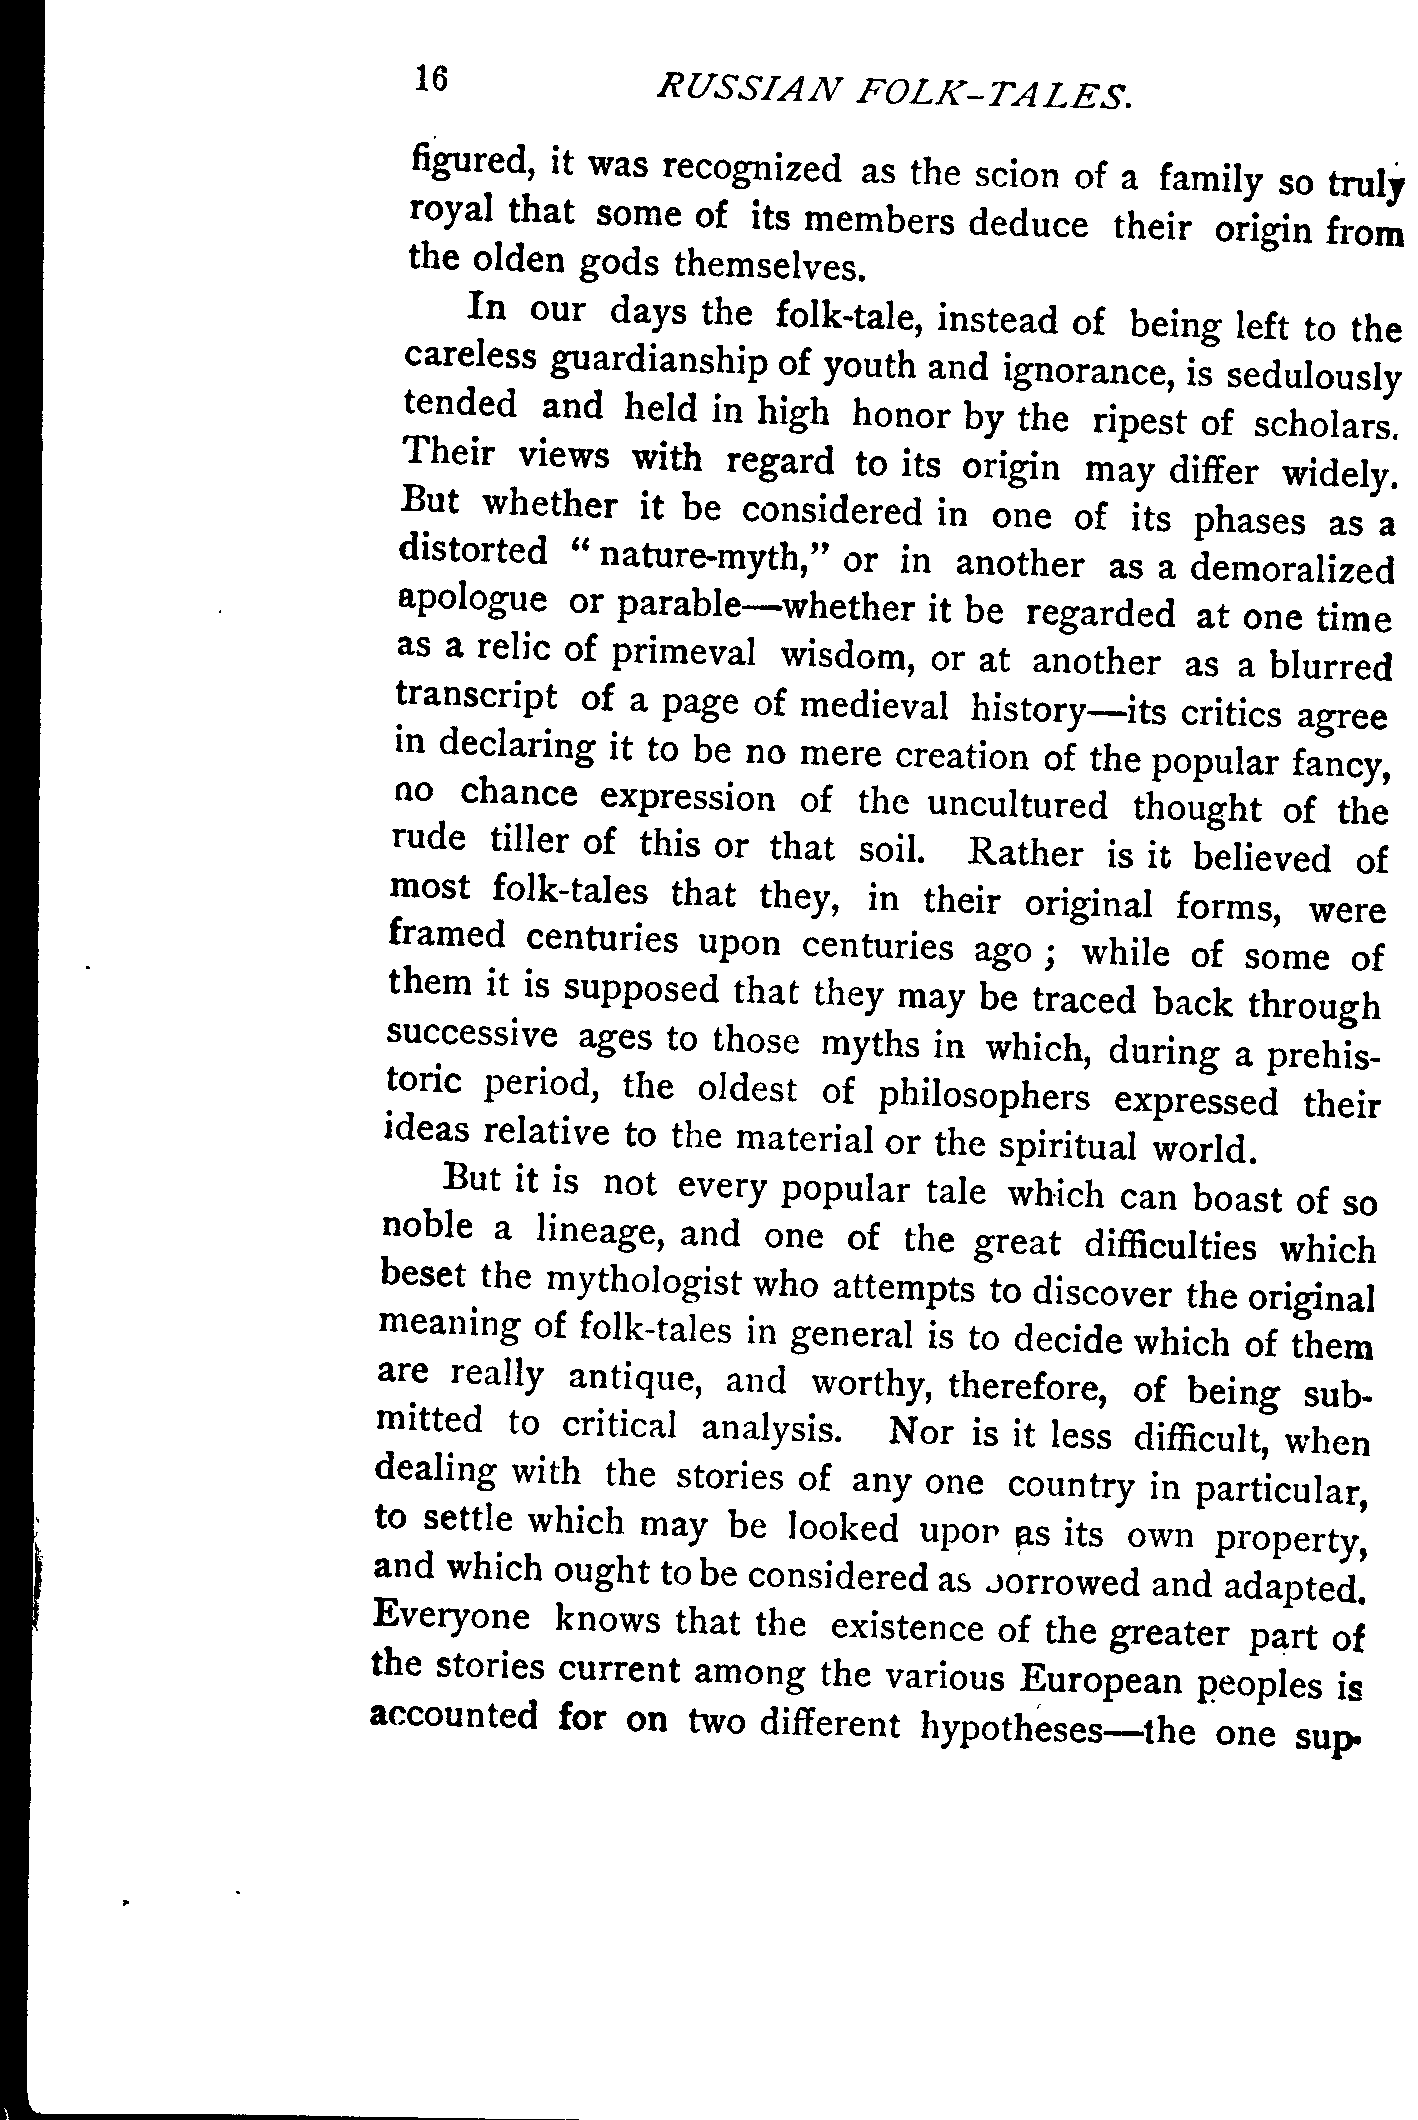 16 RUSSIAN FOLK-TALES.
figured, it was recognized as the scion of a family so truly
royal that some of its members deduce their origin from
the olden gods themselves.
In our days the folk-tale, instead of being left to the
careless guardianship of youth and ignorance, is sedulously
tended and held in high honor by the ripest of scholars.
Their views with regard to its origin may differ widely.
But whether it be considered in one of its phases as a
distorted “ nature-myth,” or in another as a demoralized
apologue or parable—whether it be regarded at one time
as a relic of primeval wisdom, or at another as a blurred
transcript of a page of medieval history—its critics agree
in declaring it to be no mere creation of the popular fancy,
no chance expression of the uncultured thought of the
rude tiller of this or that soil. Rather is it believed of
most folk-tales that they, in their original forms, were
framed centuries upon centuries ago ; while of some of
them it is supposed that they may be traced back through
successive ages to those myths in which, during a prehis-
toric period, the oldest of philosophers expressed their
ideas relative to the material or the spiritual world.
But it is not every popular tale which can boast of so
noble a lineage, and one of the great difficulties which
beset the mythologist who attempts to discover the original
meaning of folk-tales in general is to decide which of them
are really antique, and worthy, therefore, of being sub-
mitted to critical analysis. Nor is it less difficult, when
dealing with the stories of any one country in particular,
to settle which may be looked upon as its own property,
and which ought to be considered as borrowed and adapted.
Everyone knows that the existence of the greater part of
the stories current among the various European peoples is
accounted for on two different hypotheses—the one sup-